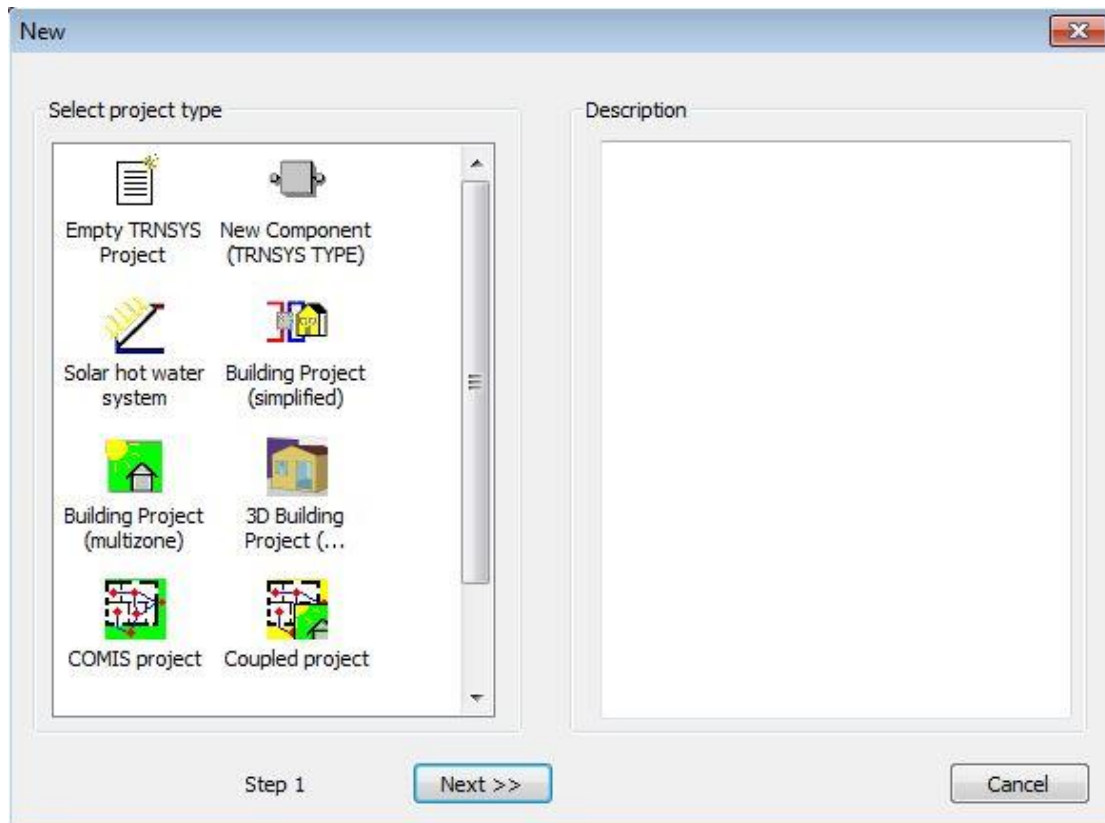 New
Select project type
Description
Empty TRNSYS
Project
New Component
(TRNSYS TYPE)
Solar hot water
system
Building Project
(simplified)
Building Project
(multizone)
3D Building
Project (...
COMIS project
Coupled project
Step 1
Next >>
Cancel